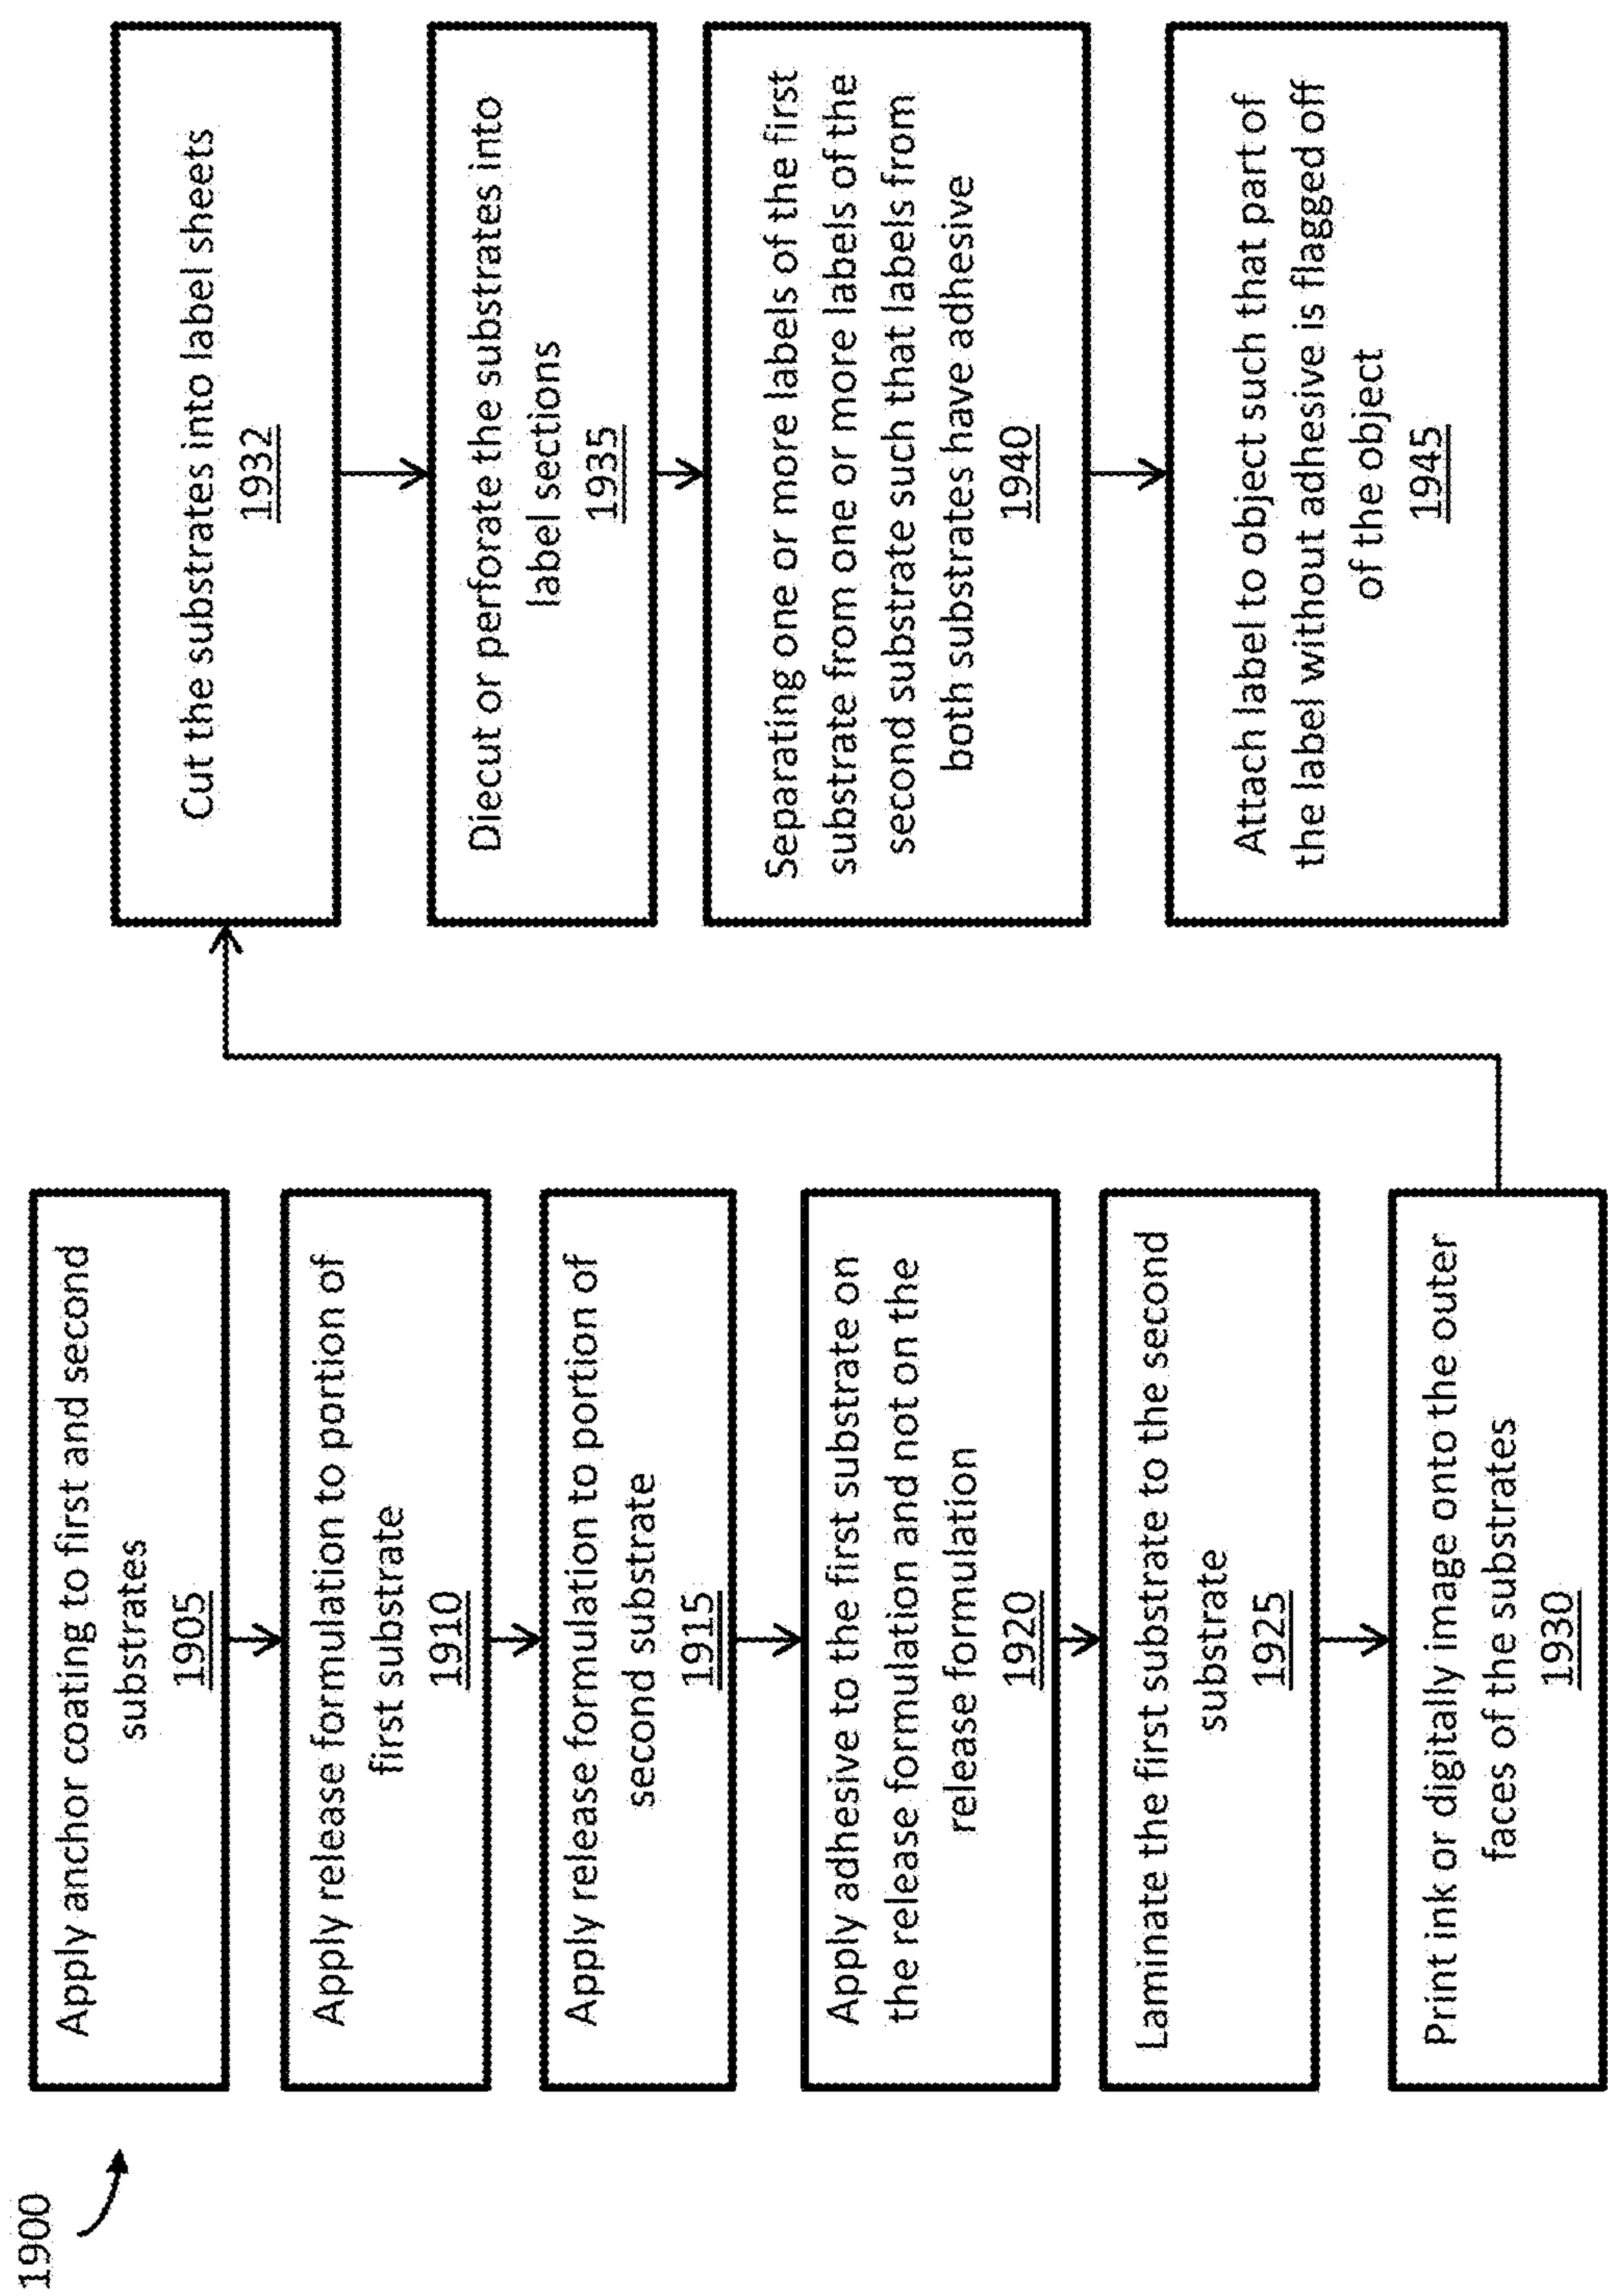 1900
Apply anchor coating to first and second
substrates
1905
Apply release formulation to portion of
first substrate
1910
Apply release formulation to portion of
second substrate
1915
Apply adhesive to the first substrate on
the release formulation and not on the
release formulation
1920
Laminate the first substrate to the second
substrate
1925
Print ink or digitally image onto the outer
faces of the substrates
1930
Cut the substrates into label sheets
1932
Diecut or perforate the substrates into
label sections
1935
Separating one or more labels of the first
substrate from one or more labels of the
second substrate such that labels from
both substrates have adhesive
1940
Attach label to object such that part of
the label without adhesive is flagged off
of the object
1945